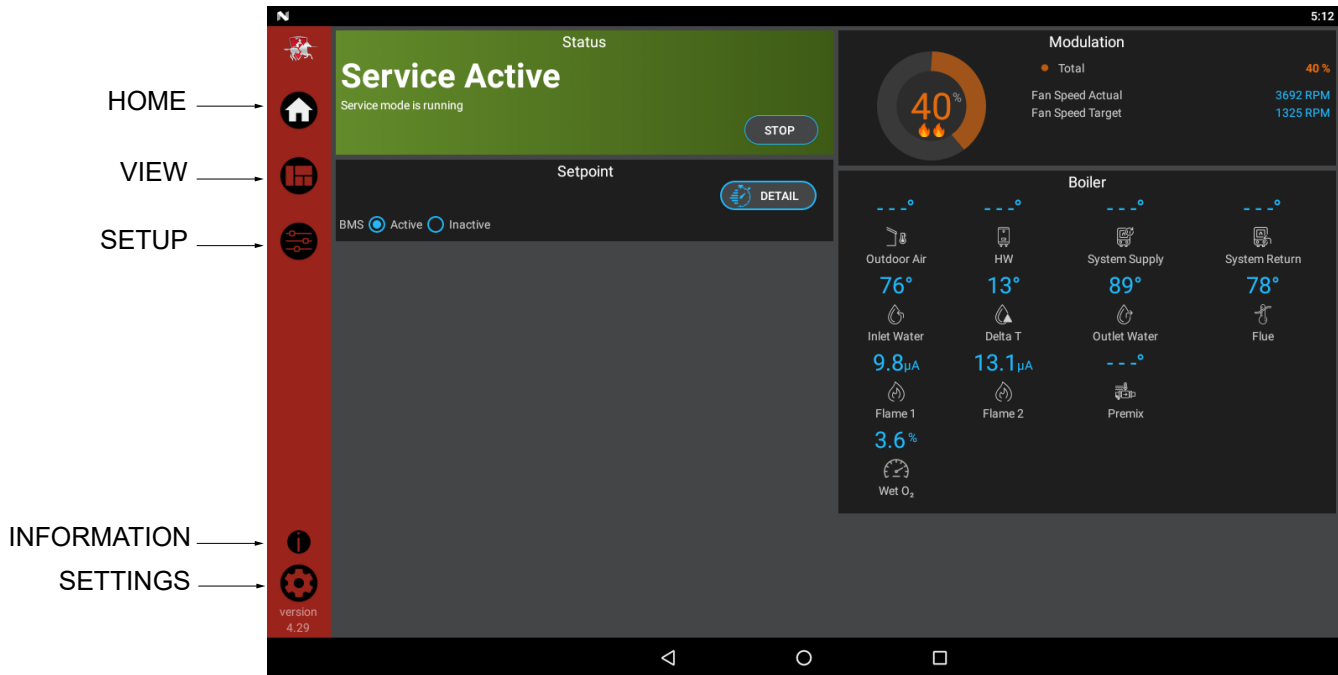 5:12
HOME
VIEW
SETUP
INFORMATION
SETTINGS
version
4.29
Status
Service Active
Service mode is running
STOP
Setpoint
DETAIL
BMS Active Inactive
Modulation
40%
Total 40 %
Fan Speed Actual 3692 RPM
Fan Speed Target 1325 RPM
Boiler
- - -° - - -° - - -° - - -°
Outdoor Air HW System Supply System Return
76° 13° 89° 78°
Inlet Water Delta T Outlet Water Flue
9.8µA 13.1µA - - -°
Flame 1 Flame 2 Premix
3.6%
Wet O₂